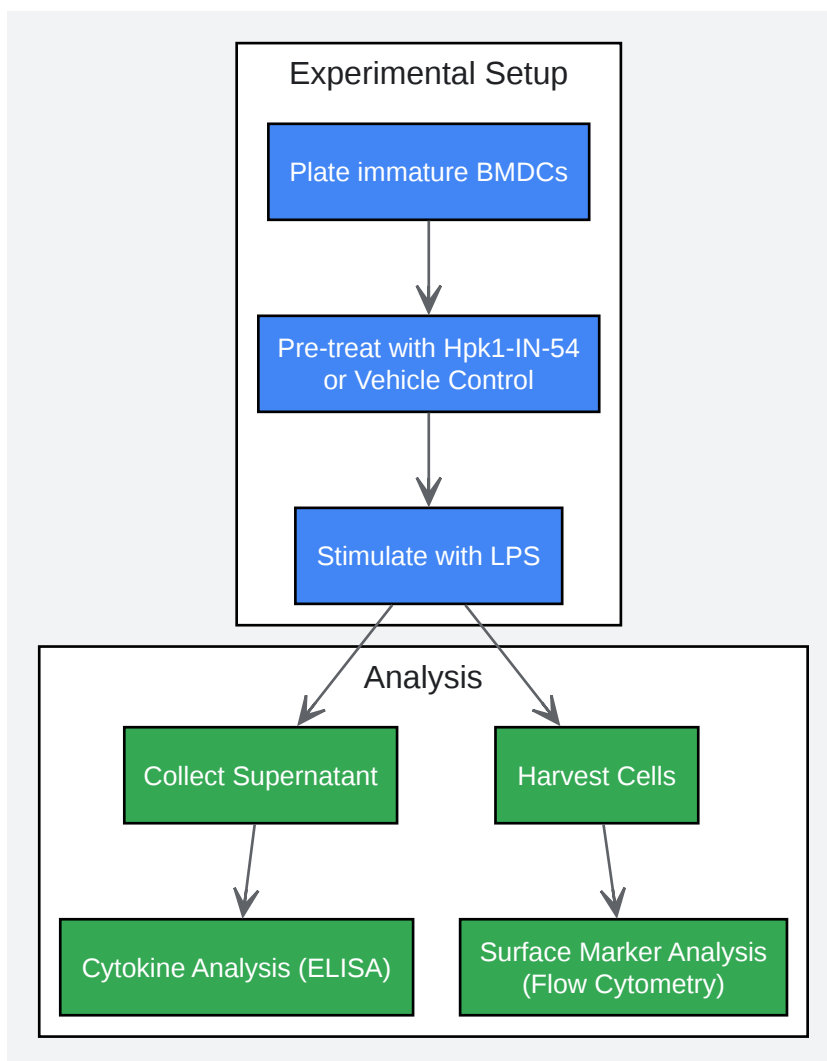 Experimental Setup
Plate immature BMDCs
Pre-treat with Hpk1-IN-54
or Vehicle Control
Stimulate with LPS
Analysis
Collect Supernatant
Harvest Cells
Cytokine Analysis (ELISA)
Surface Marker Analysis
(Flow Cytometry)